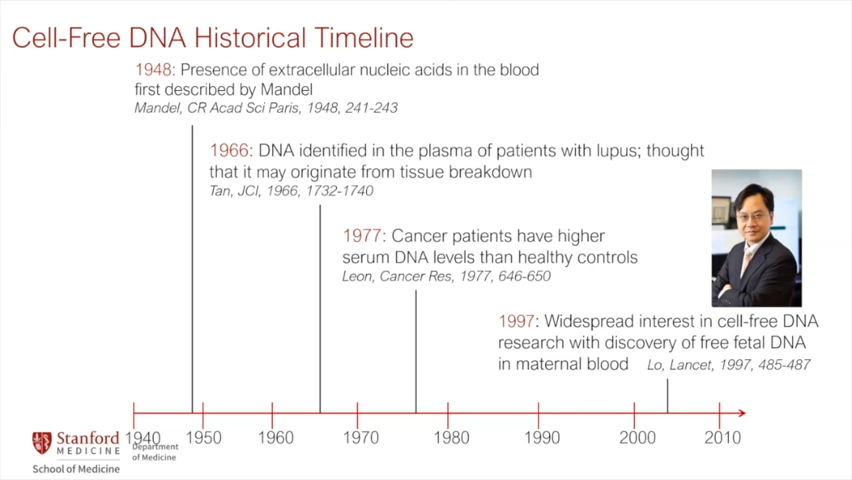 Cell-Free DNA Historical Timeline
1948: Presence of extracellular nucleic acids in the blood
first described by Mandel
Mandel, CR Acad Sci Paris, 1948, 241-243
1966: DNA identified in the plasma of patients with lupus; thought
that it may originate from tissue breakdown
Tan, JCI, 1966, 1732-1740
1977: Cancer patients have higher
serum DNA levels than healthy controls
Leon, Cancer Res, 1977, 646-650
1997: Widespread interest in cell-free DNA
research with discovery of free fetal DNA
in maternal blood Lo, Lancet, 1997, 485-487
1940 1950 1960 1970 1980 1990 2000 2010
Stanford
MEDICINE
School of Medicine
Department
of Medicine